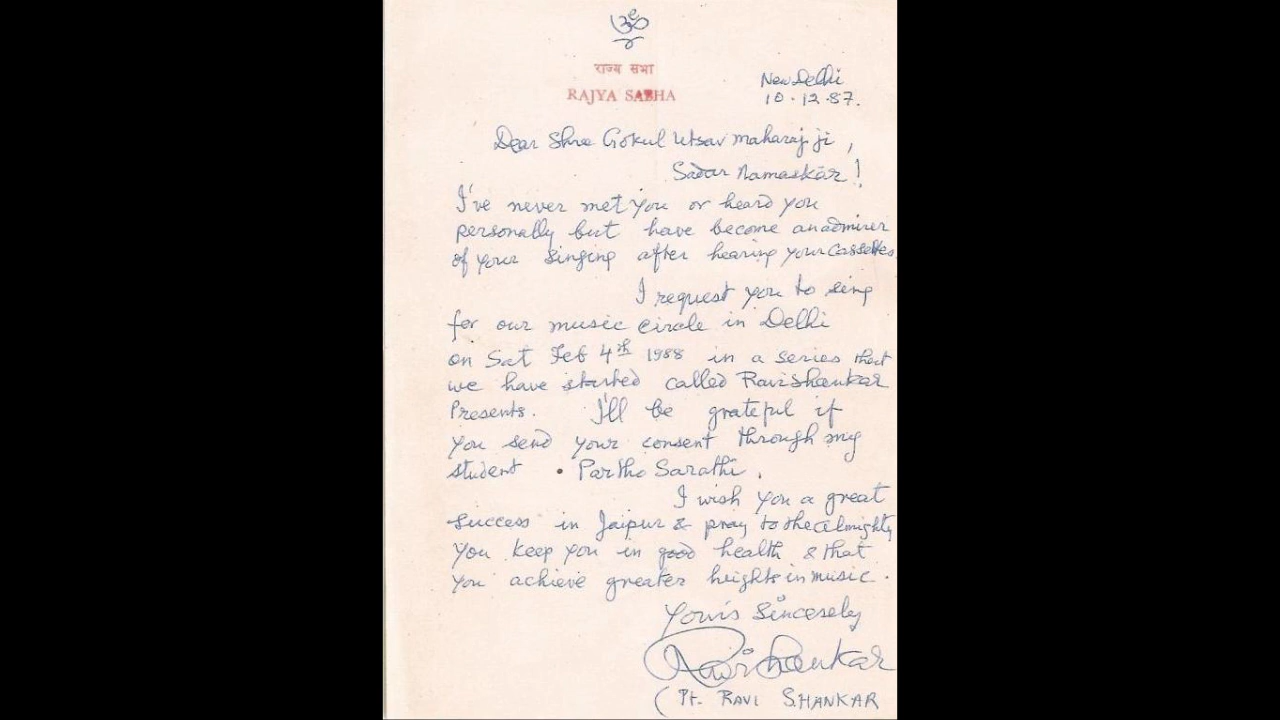 ॐ
राज्य सभा
RAJYA SABHA
New Delhi
10.12.87.
Dear Shree Gokul Utsav maharaj ji,
Sadar Namaskār!
I've never met you or heard you
personally but have become an admirer
of your singing after hearing your cassettes
I request you to sing
for our music circle in Delhi
on Sat Feb 4th 1988 in a series that
we have started called RaviShankar
Presents. I'll be grateful if
you send your consent through my
student • Partho Sarathi.
I wish you a great
success in Jaipur & pray to the almighty
you keep you in good health & that
you achieve greater heights in music.
Yours Sincerely
RaviShankar
(Pt. RAVI SHANKAR